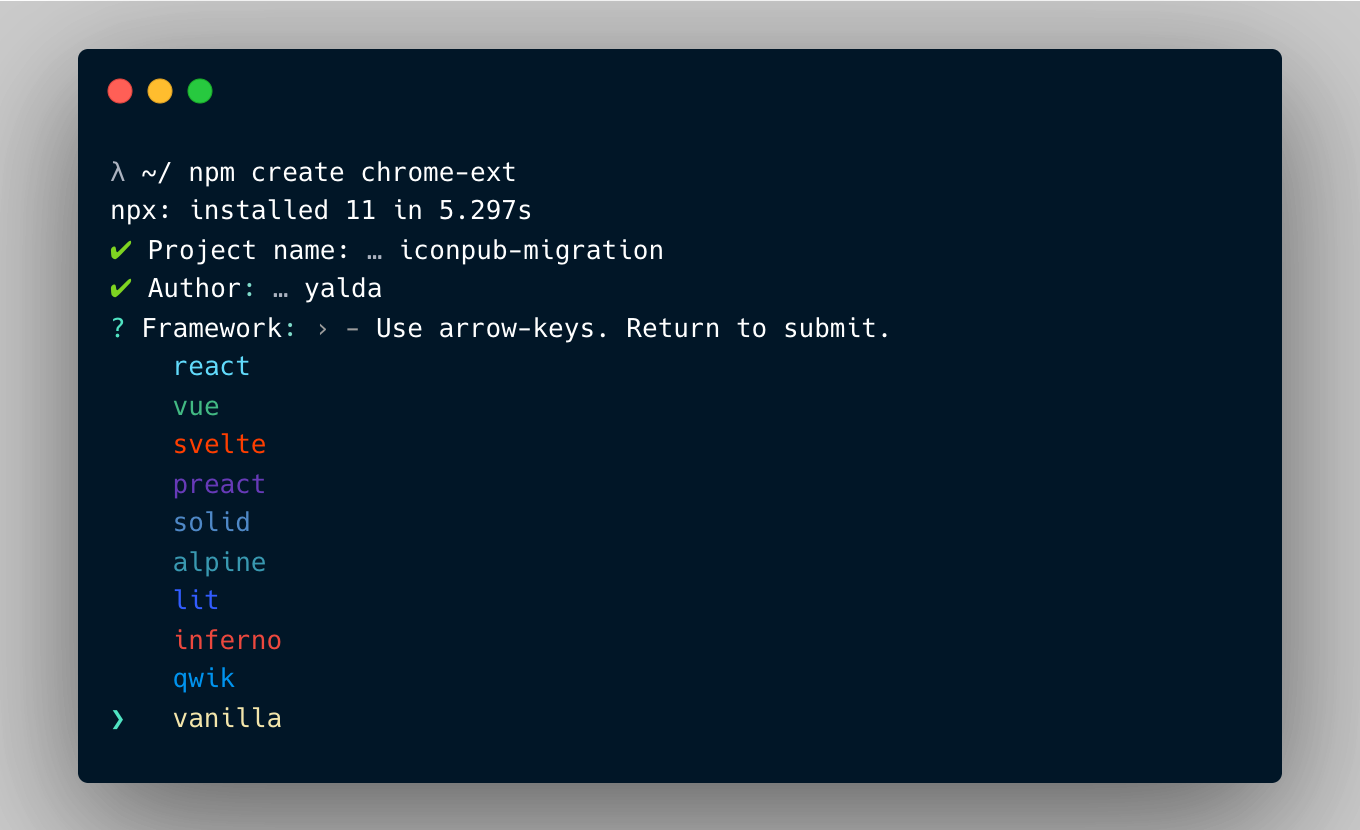 λ ~/ npm create chrome-ext
npx: installed 11 in 5.297s
✔ Project name: … iconpub-migration
✔ Author: … yalda
? Framework: › - Use arrow-keys. Return to submit.
react
vue
svelte
preact
solid
alpine
lit
inferno
qwik
❯ vanilla